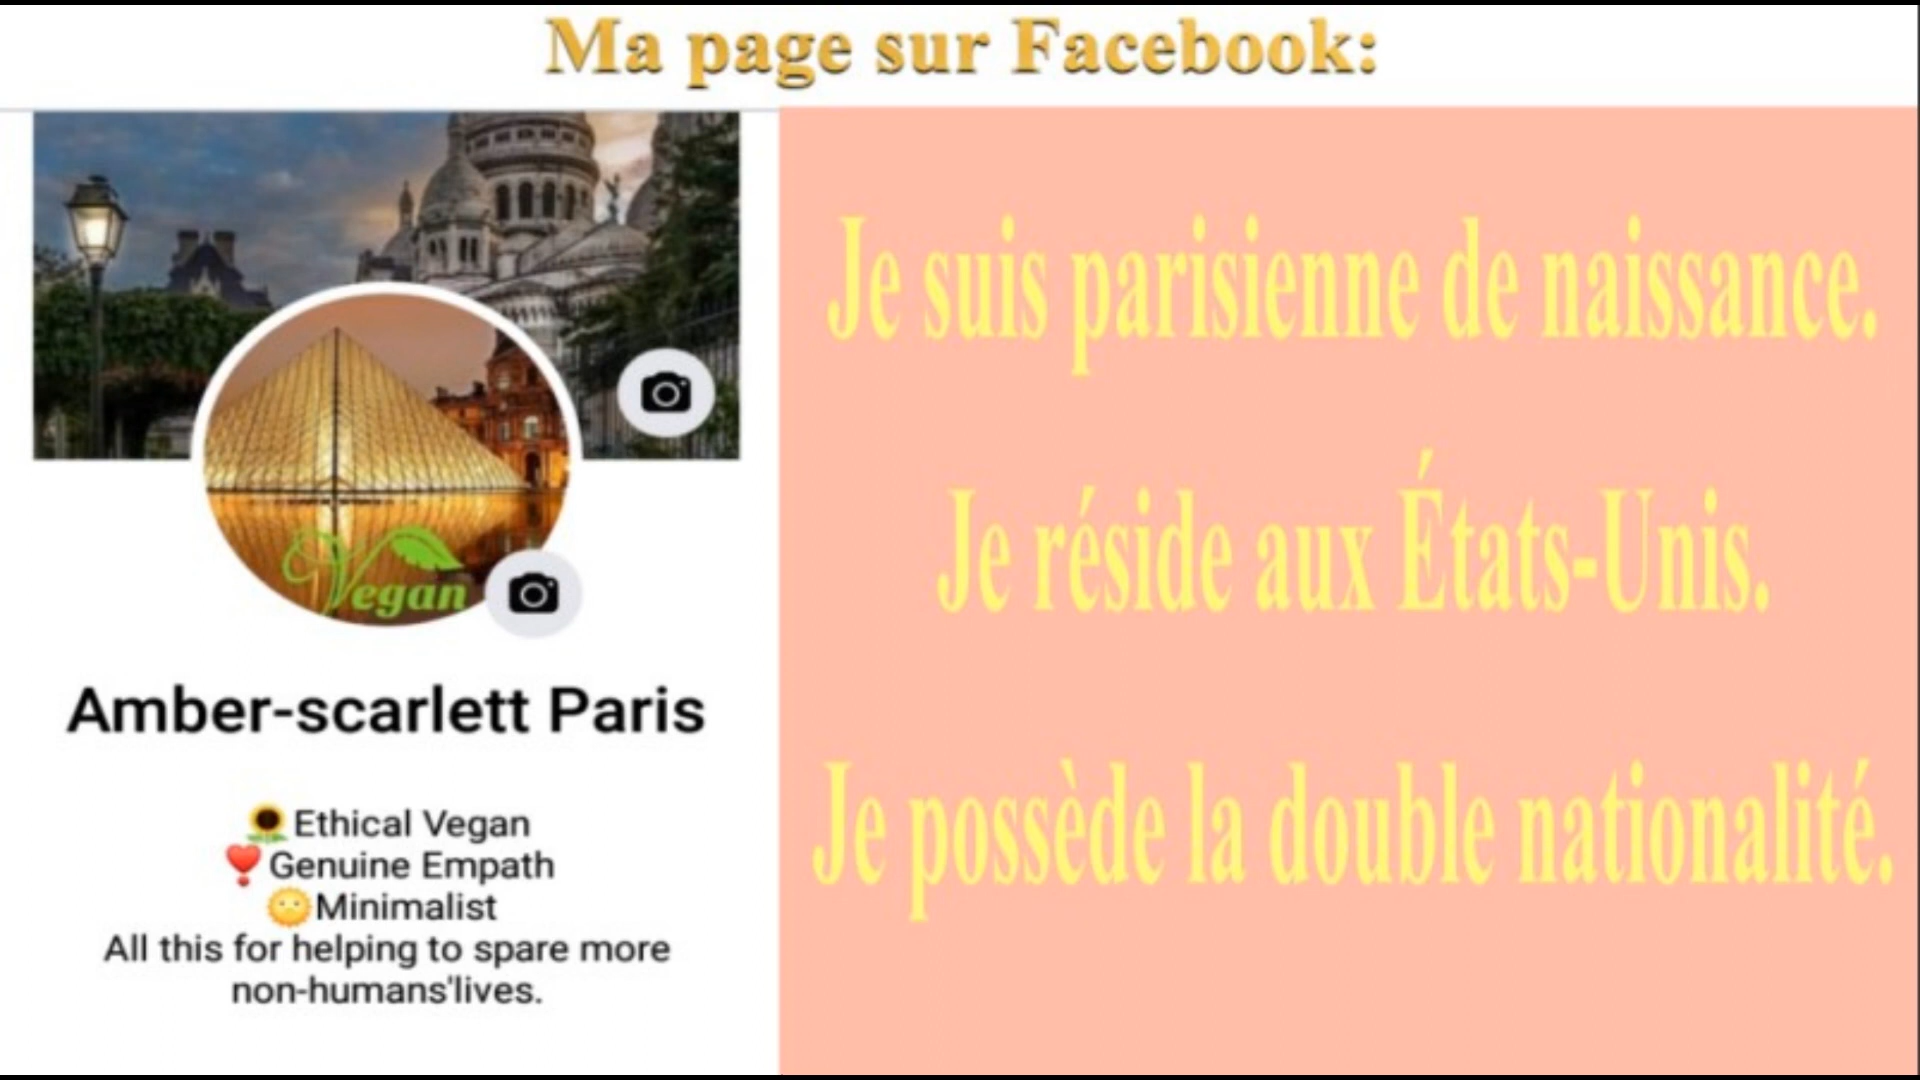 Ma page sur Facebook:
Vegan
Amber-scarlett Paris
🌻Ethical Vegan
❣️Genuine Empath
🌝Minimalist
All this for helping to spare more
non-humans'lives.
Je suis parisienne de naissance.
Je réside aux États-Unis.
Je possède la double nationalité.